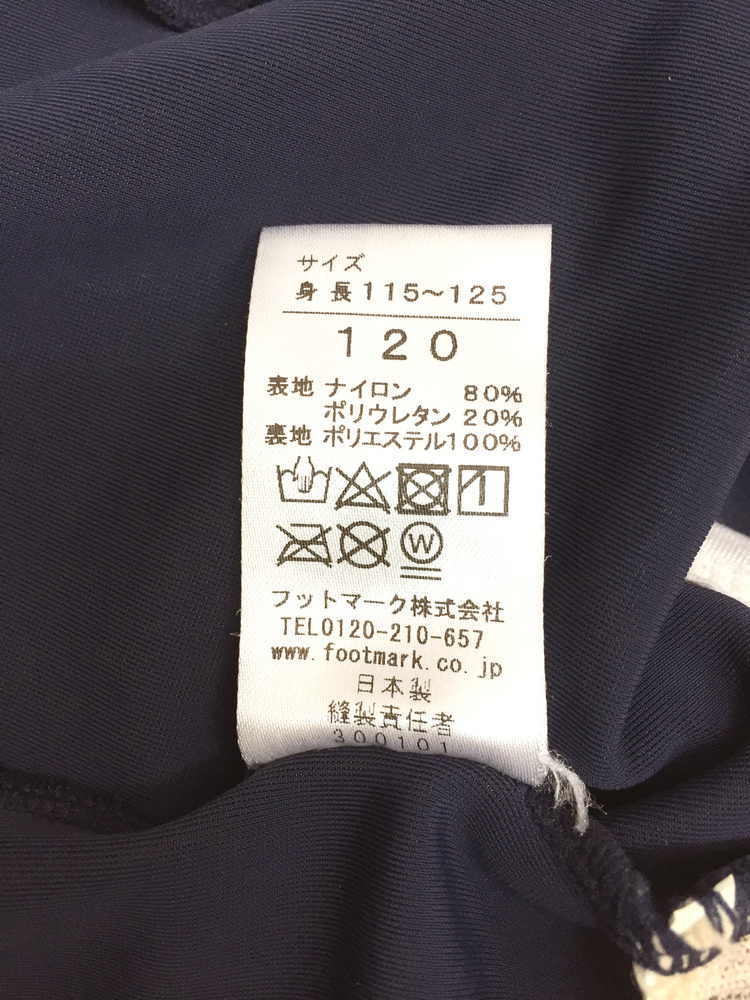 サイズ
身長115～125
120
表地 ナイロン 80%
ポリウレタン 20%
裏地 ポリエステル100%
W
フットマーク株式会社
TEL0120-210-657
www.footmark.co.jp
日本製
縫製責任者
300101